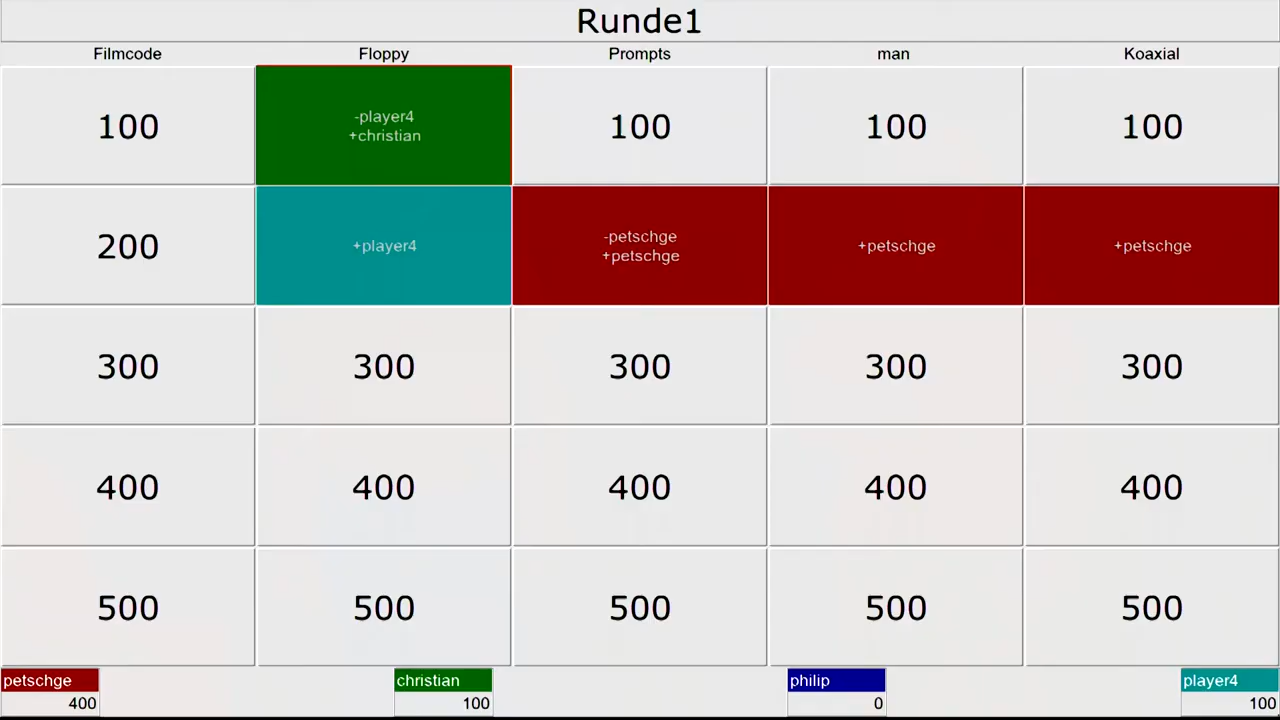 Runde1
Filmcode Floppy Prompts man Koaxial
100 -player4 100 100 100
+christian
200 +player4 -petschge +petschge +petschge
+petschge
300 300 300 300 300
400 400 400 400 400
500 500 500 500 500
petschge christian philip player4
400 100 0 100